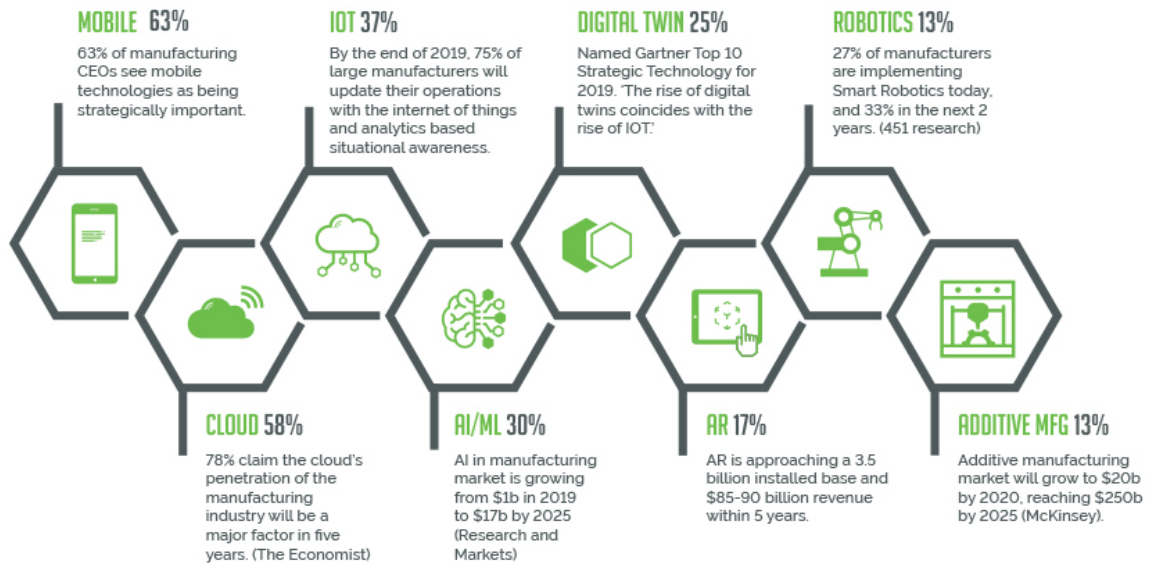 MOBILE 63%
63% of manufacturing
CEOs see mobile
technologies as being
strategically important.
IOT 37%
By the end of 2019, 75% of
large manufacturers will
update their operations
with the internet of things
and analytics based
situational awareness.
DIGITAL TWIN 25%
Named Gartner Top 10
Strategic Technology for
2019. ‘The rise of digital
twins coincides with the
rise of IOT.’
ROBOTICS 13%
27% of manufacturers
are implementing
Smart Robotics today,
and 33% in the next 2
years. (451 research)
CLOUD 58%
78% claim the cloud's
penetration of the
manufacturing
industry will be a
major factor in five
years. (The Economist)
AI/ML 30%
AI in manufacturing
market is growing
from $1b in 2019
to $17b by 2025
(Research and
Markets)
AR 17%
AR is approaching a 3.5
billion installed base and
$85-90 billion revenue
within 5 years.
ADDITIVE MFG 13%
Additive manufacturing
market will grow to $20b
by 2020, reaching $250b
by 2025 (McKinsey).